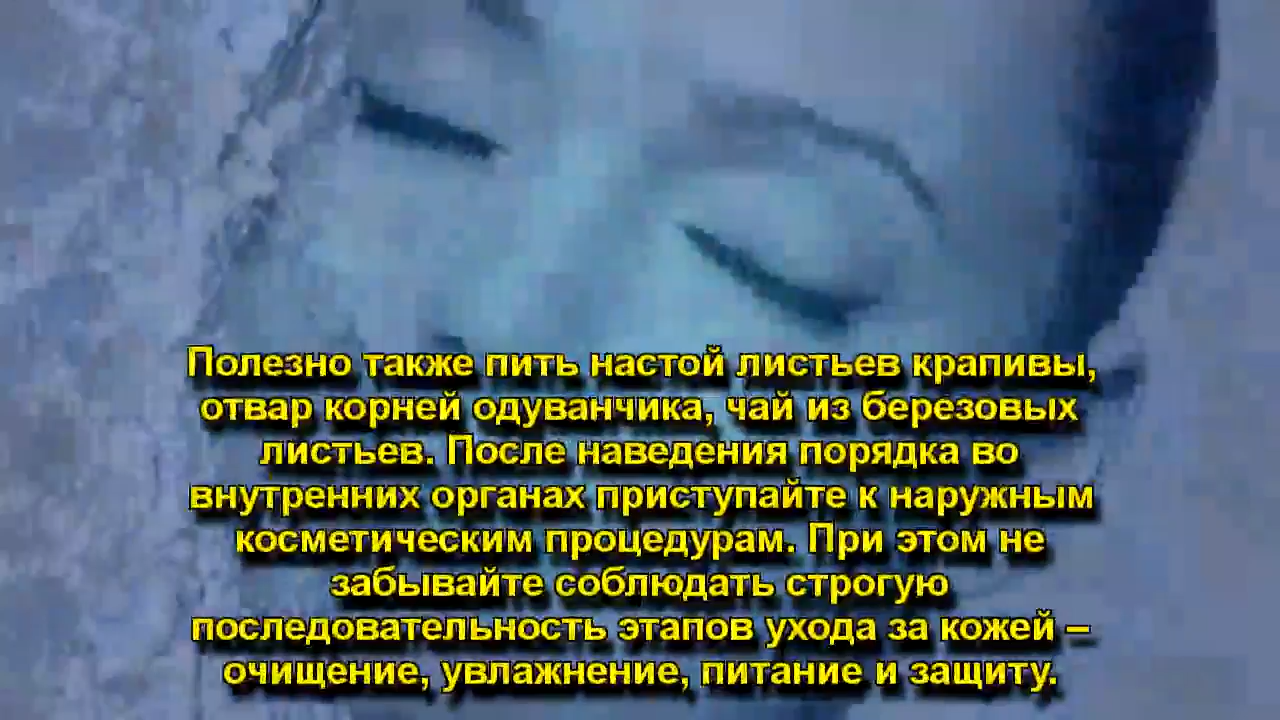 Полезно также пить настой листьев крапивы,
отвар корней одуванчика, чай из березовых
листьев. После наведения порядка во
внутренних органах приступайте к наружным
косметическим процедурам. При этом не
забывайте соблюдать строгую
последовательность этапов ухода за кожей –
очищение, увлажнение, питание и защиту.